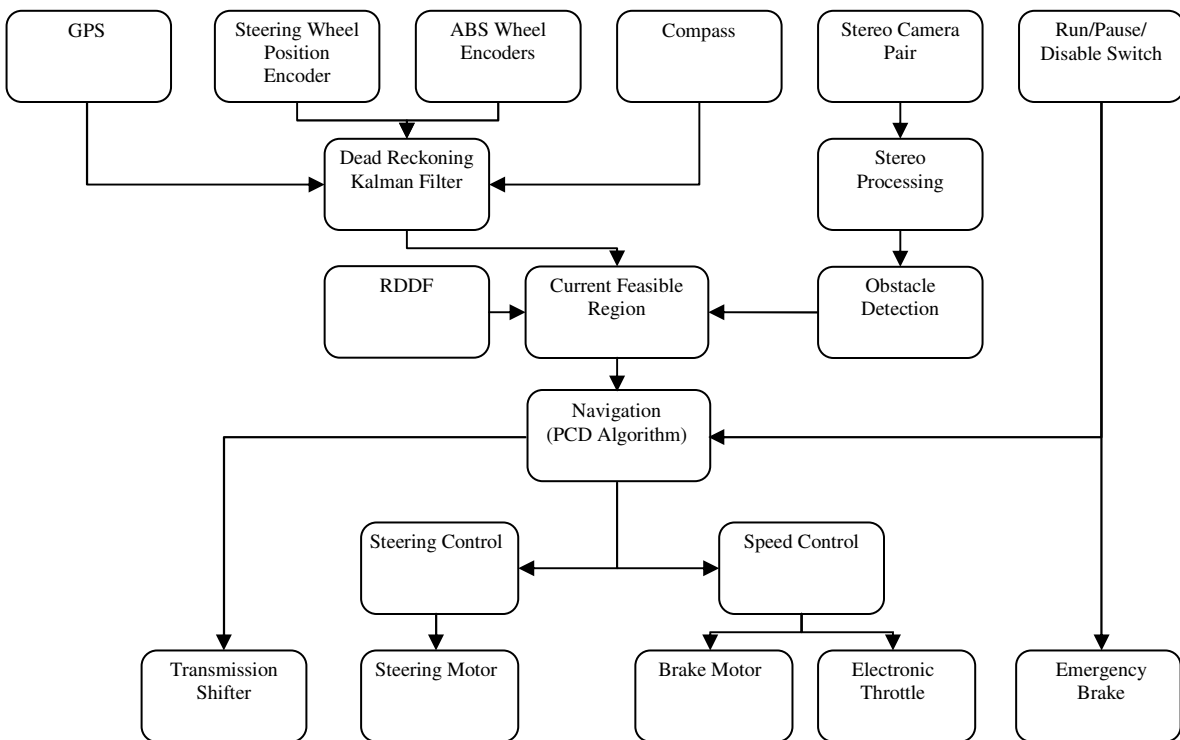 GPS
Steering Wheel
Position
Encoder
ABS Wheel
Encoders
Compass
Stereo Camera
Pair
Run/Pause/
Disable Switch
Dead Reckoning
Kalman Filter
Stereo
Processing
RDDF
Current Feasible
Region
Obstacle
Detection
Navigation
(PCD Algorithm)
Steering Control
Speed Control
Transmission
Shifter
Steering Motor
Brake Motor
Electronic
Throttle
Emergency
Brake